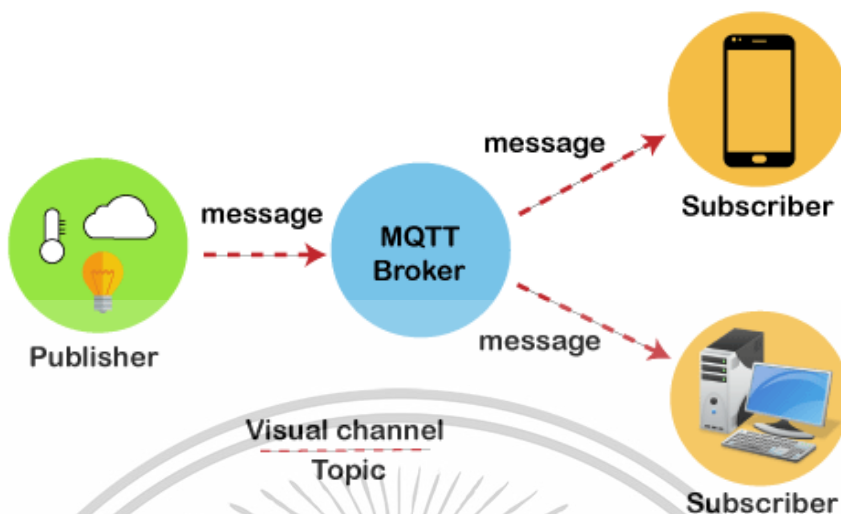 message
Subscriber
message
MQTT
Broker
Publisher
message
Visual channel
Topic
Subscriber